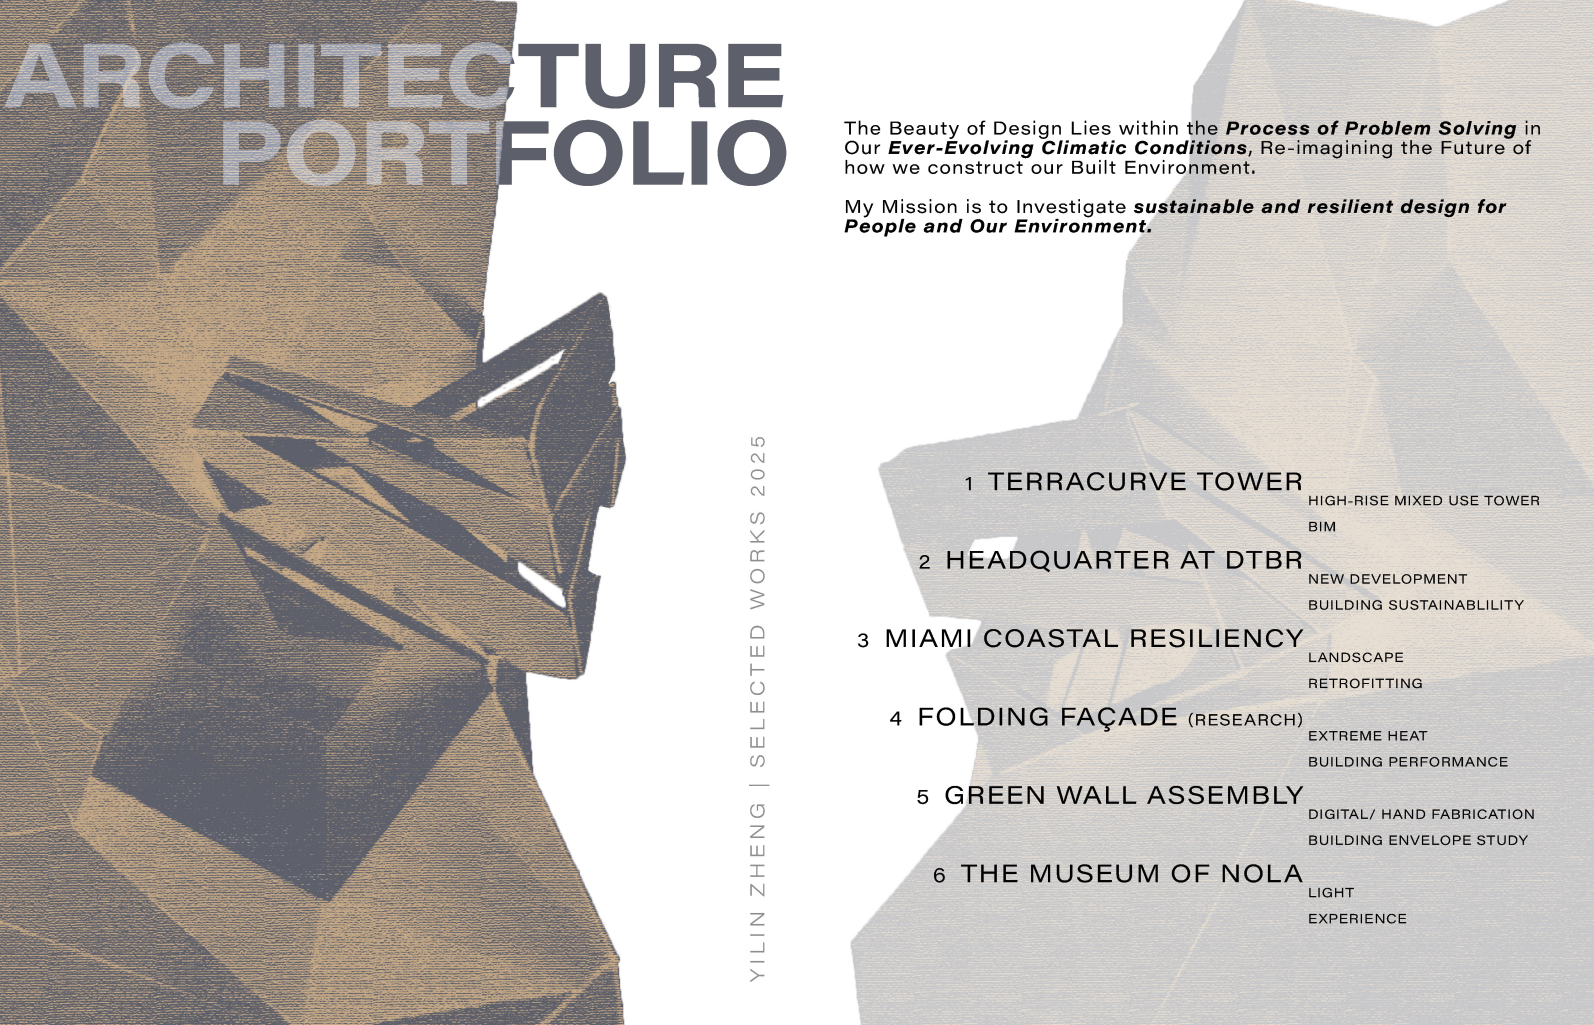 ARCHITECTURE
PORTFOLIO
YILIN ZHENG | SELECTED WORKS 2025
The Beauty of Design Lies within the Process of Problem Solving in
Our Ever-Evolving Climatic Conditions, Re-imagining the Future of
how we construct our Built Environment.
My Mission is to Investigate sustainable and resilient design for
People and Our Environment.
1 TERRACURVE TOWER
HIGH-RISE MIXED USE TOWER
BIM
2 HEADQUARTER AT DTBR
NEW DEVELOPMENT
BUILDING SUSTAINABLILITY
3 MIAMI COASTAL RESILIENCY
LANDSCAPE
RETROFITTING
4 FOLDING FAÇADE (RESEARCH)
EXTREME HEAT
BUILDING PERFORMANCE
5 GREEN WALL ASSEMBLY
DIGITAL/ HAND FABRICATION
BUILDING ENVELOPE STUDY
6 THE MUSEUM OF NOLA
LIGHT
EXPERIENCE